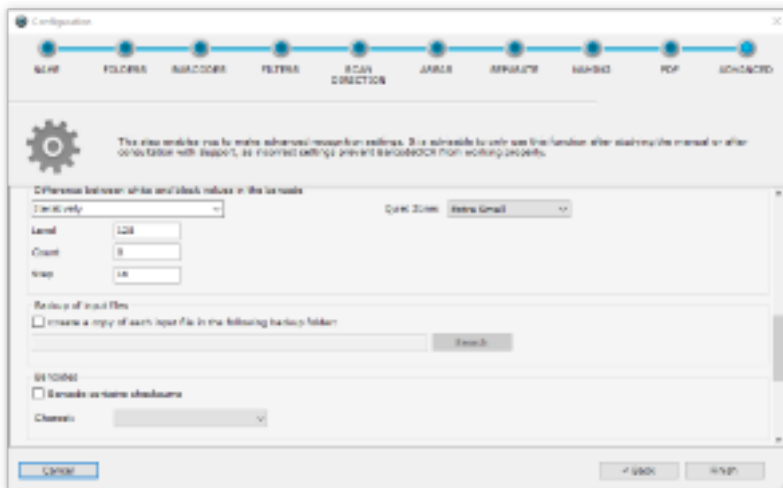 Configuration
NAME FOLDERS BARCODES FILTERS SCAN DIRECTION AREAS SEPARATE NAMING PDF ADVANCED
This step enables you to make advanced recognition settings. It is advisable to only use this function after studying the manual or after
consultation with support, as incorrect settings prevent BarcodeOCR from working properly.
Difference between white and black values in the barcode
Iteratively Quiet Zones Extra Small
Level 128
Count
Step 16
Backup of input files
Create a copy of each input file in the following backup folder:
Search
Barcodes
Barcode contains checksums
Cancel < Back Finish